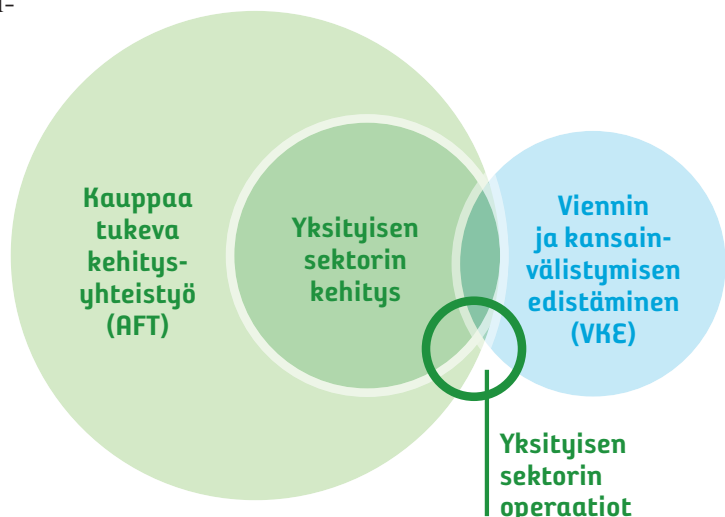 Kauppaa
tukeva
kehitys-
yhteistyö
(AFT)
Yksityisen
sektorin
kehitys
Viennin
ja kansain-
välistymisen
edistäminen
(VKE)
Yksityisen
sektorin
operaatiot